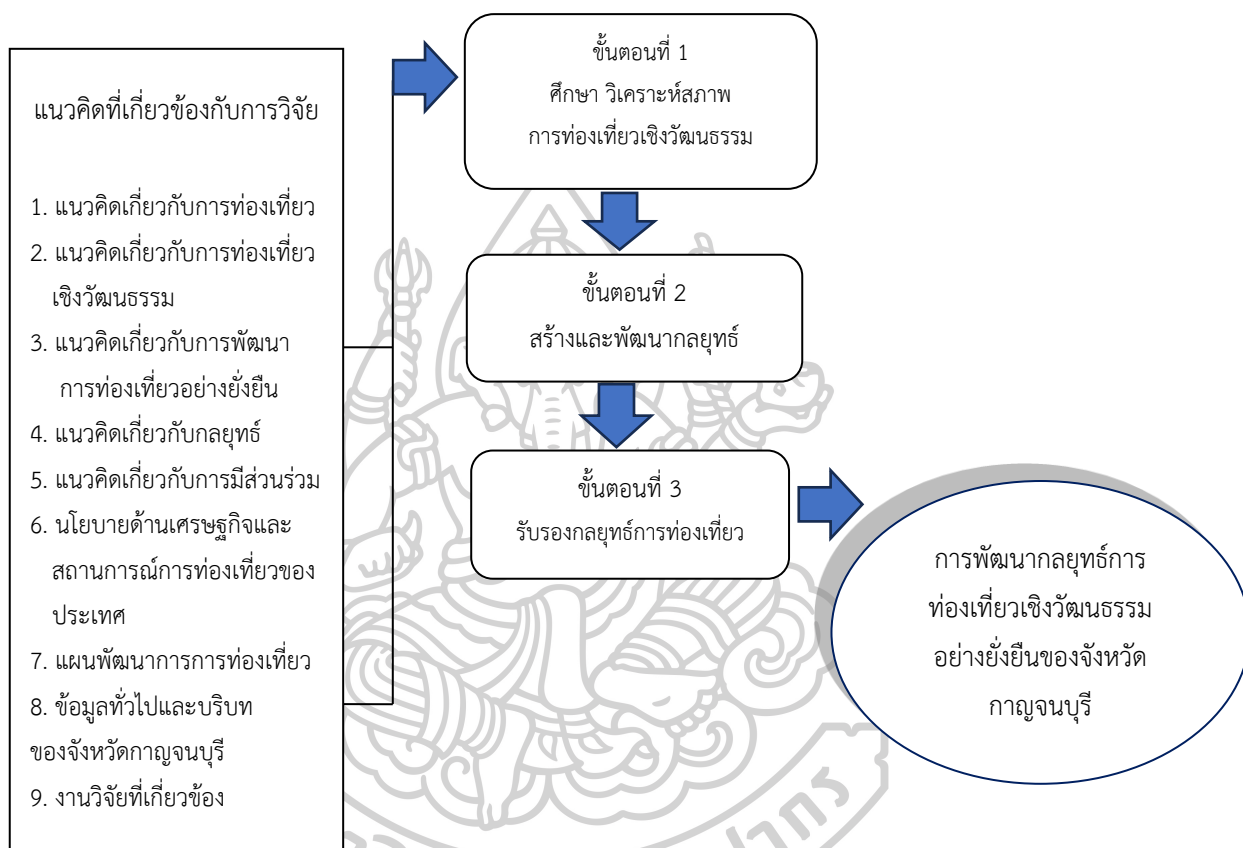 แนวคิดที่เกี่ยวข้องกับการวิจัย
1. แนวคิดเกี่ยวกับการท่องเที่ยว
2. แนวคิดเกี่ยวกับการท่องเที่ยว
เชิงวัฒนธรรม
3. แนวคิดเกี่ยวกับการพัฒนา
การท่องเที่ยวอย่างยั่งยืน
4. แนวคิดเกี่ยวกับกลยุทธ์
5. แนวคิดเกี่ยวกับการมีส่วนร่วม
6. นโยบายด้านเศรษฐกิจและ
สถานการณ์การท่องเที่ยวของ
ประเทศ
7. แผนพัฒนาการการท่องเที่ยว
8. ข้อมูลทั่วไปและบริบท
ของจังหวัดกาญจนบุรี
9. งานวิจัยที่เกี่ยวข้อง
ขั้นตอนที่ 1
ศึกษา วิเคราะห์สภาพ
การท่องเที่ยวเชิงวัฒนธรรม
ขั้นตอนที่ 2
สร้างและพัฒนากลยุทธ์
ขั้นตอนที่ 3
รับรองกลยุทธ์การท่องเที่ยว
การพัฒนากลยุทธ์การ
ท่องเที่ยวเชิงวัฒนธรรม
อย่างยั่งยืนของจังหวัด
กาญจนบุรี